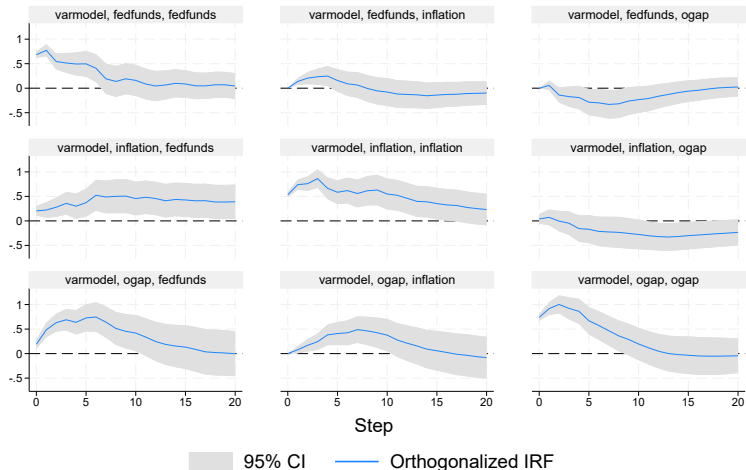 varmodel, fedfunds, fedfunds
varmodel, fedfunds, inflation
varmodel, fedfunds, ogap
1
.5
0
-.5
varmodel, inflation, fedfunds
varmodel, inflation, inflation
varmodel, inflation, ogap
1
.5
0
-.5
varmodel, ogap, fedfunds
varmodel, ogap, inflation
varmodel, ogap, ogap
1
.5
0
-.5
0 5 10 15 20
0 5 10 15 20
0 5 10 15 20
Step
95% CI
Orthogonalized IRF